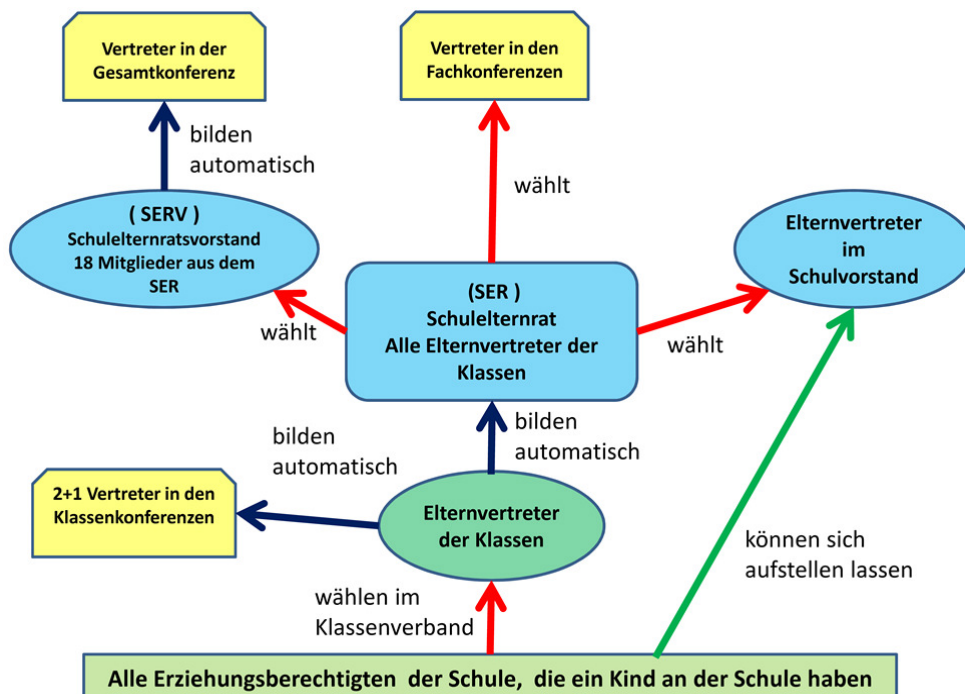 Vertreter in der
Gesamtkonferenz
Vertreter in den
Fachkonferenzen
bilden
automatisch
wählt
( SERV )
Schulelternratsvorstand
18 Mitglieder aus dem
SER
Elternvertreter
im
Schulvorstand
(SER )
Schulelternrat
Alle Elternvertreter der
Klassen
wählt
wählt
bilden
automatisch
bilden
automatisch
2+1 Vertreter in den
Klassenkonferenzen
Elternvertreter
der Klassen
können sich
aufstellen lassen
wählen im
Klassenverband
Alle Erziehungsberechtigten der Schule, die ein Kind an der Schule haben